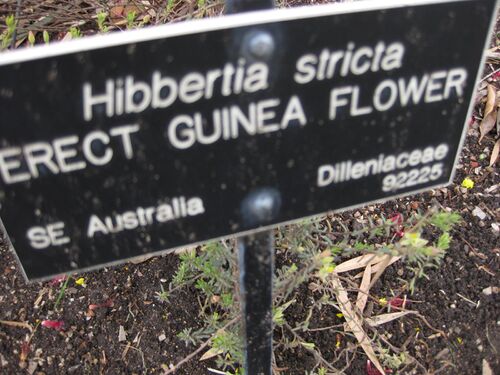 Hibbertia stricta
ERECT GUINEA FLOWER
Dilleniaceae
92225
SE Australia